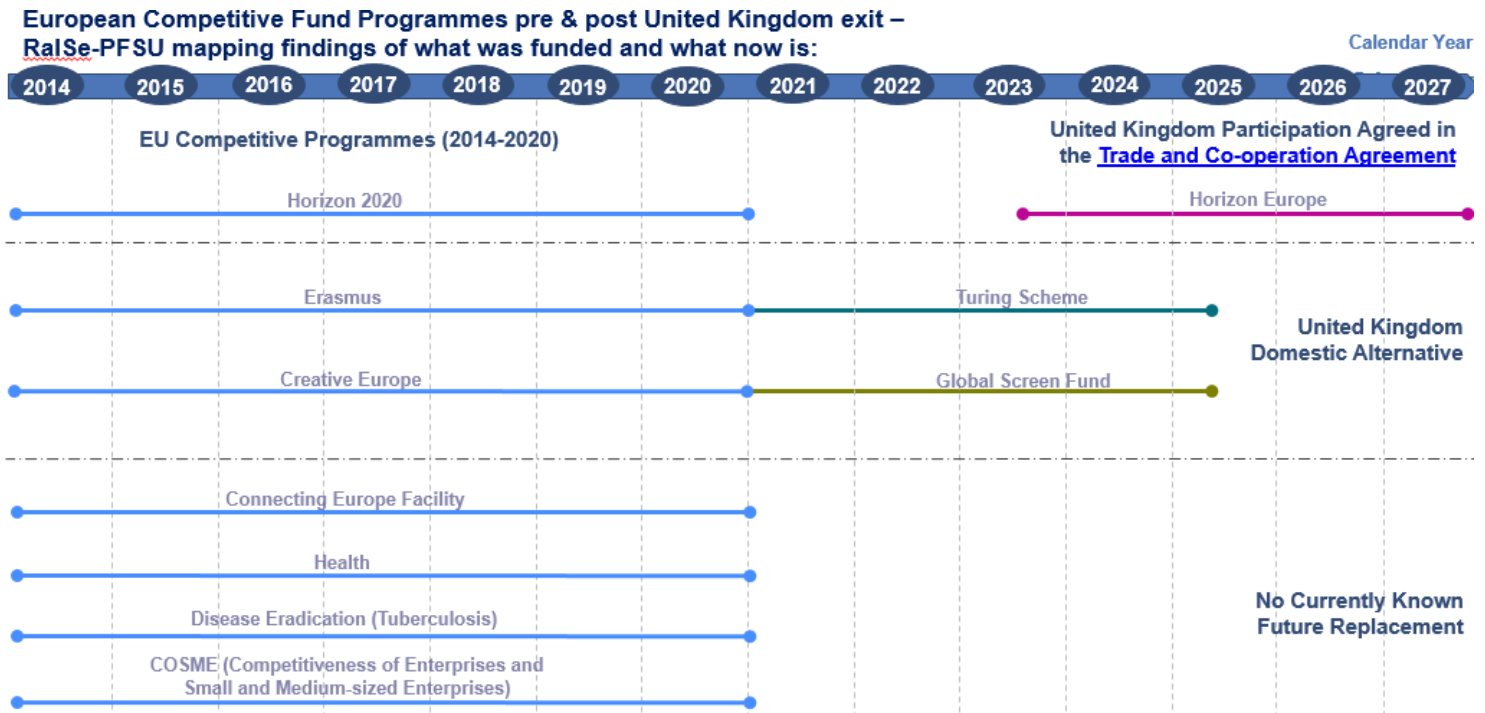 European Competitive Fund Programmes pre & post United Kingdom exit –
RaISe-PFSU mapping findings of what was funded and what now is:
Calendar Year
2014 2015 2016 2017 2018 2019 2020 2021 2022 2023 2024 2025 2026 2027
EU Competitive Programmes (2014-2020)
United Kingdom Participation Agreed in
the Trade and Co-operation Agreement
Horizon 2020
Horizon Europe
Erasmus
Turing Scheme
United Kingdom
Domestic Alternative
Creative Europe
Global Screen Fund
Connecting Europe Facility
Health
No Currently Known
Future Replacement
Disease Eradication (Tuberculosis)
COSME (Competitiveness of Enterprises and
Small and Medium-sized Enterprises)